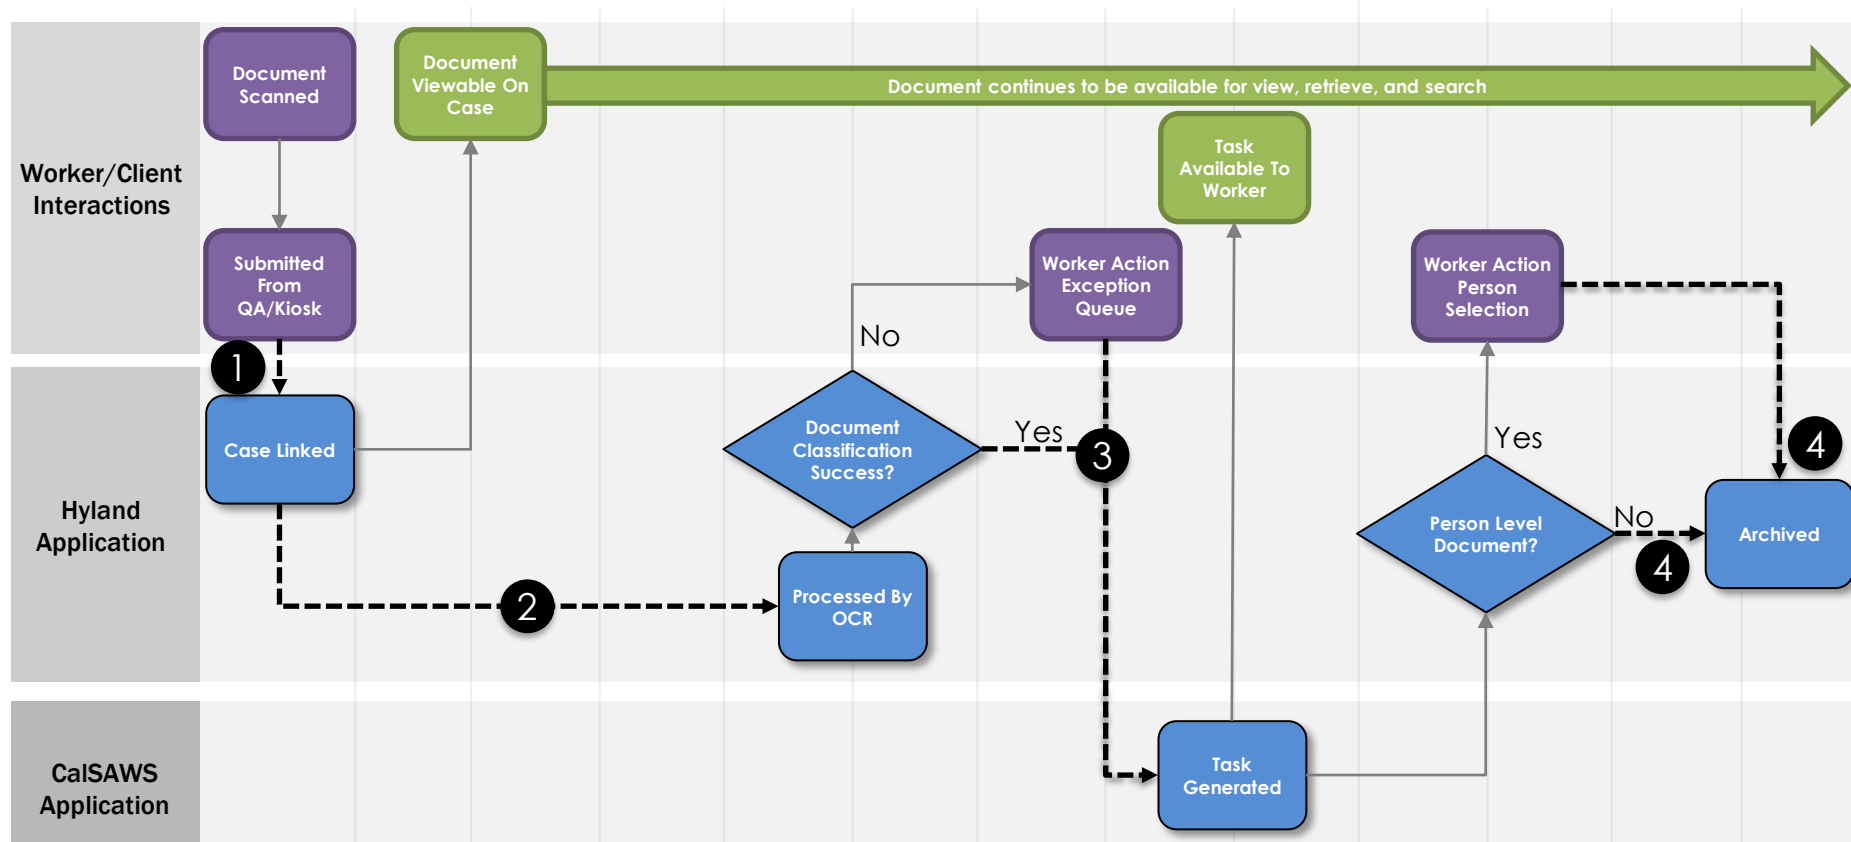 Document
Scanned
Document
Viewable On
Case
Document continues to be available for view, retrieve, and search
Task
Available To
Worker
Worker/Client
Interactions
Submitted
From
QA/Kiosk
Worker Action
Exception
Queue
Worker Action
Person
Selection
No
1
Case Linked
Document
Classification
Success?
Yes
3
Yes
4
Hyland
Application
Person Level
Document?
No
4
Archived
2
Processed By
OCR
CalSAWS
Application
Task
Generated